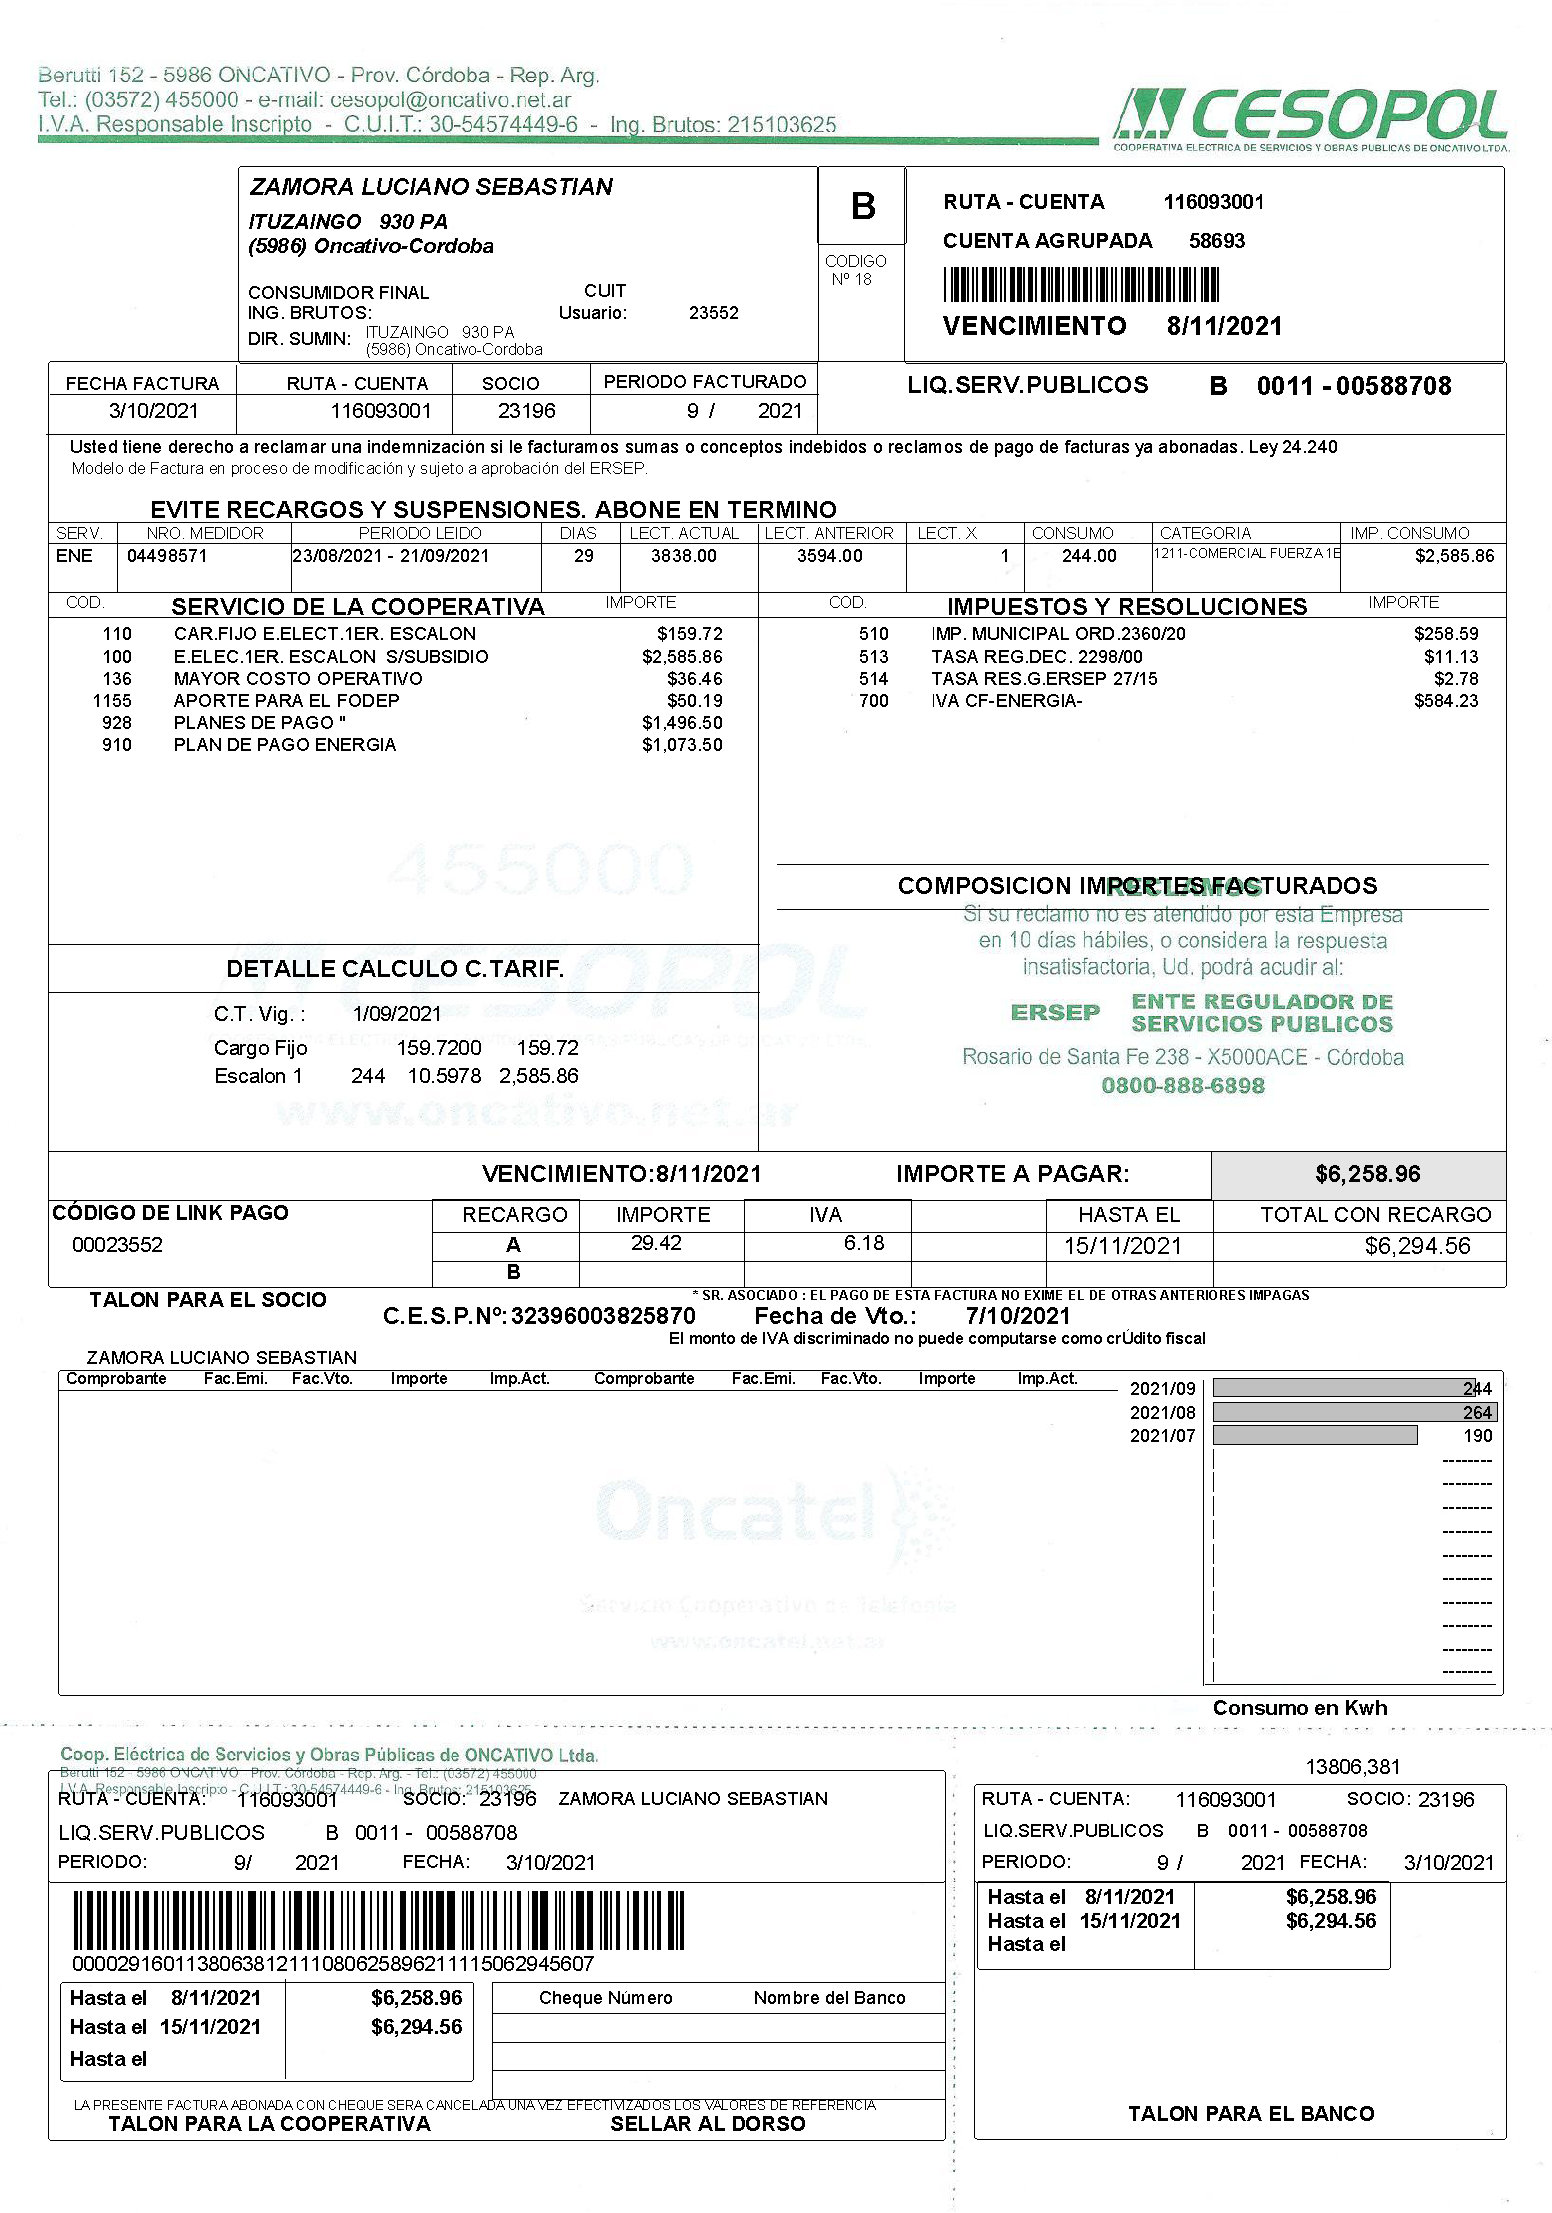 Berutti 152 - 5986 ONCATIVO - Prov. Córdoba - Rep. Arg.
Tel.: (03572) 455000 - e-mail: cesopol@oncativo.net.ar
I.V.A. Responsable Inscripto - C.U.I.T.: 30-54574449-6 - Ing. Brutos: 215103625
CESOPOL
COOPERATIVA ELECTRICA DE SERVICIOS Y OBRAS PUBLICAS DE ONCATIVO LTDA.
ZAMORA LUCIANO SEBASTIAN
ITUZAINGO 930 PA
(5986) Oncativo-Cordoba
CONSUMIDOR FINAL CUIT
ING. BRUTOS: Usuario: 23552
DIR. SUMIN: ITUZAINGO 930 PA
(5986) Oncativo-Cordoba
B
CODIGO
Nº 18
RUTA - CUENTA 116093001
CUENTA AGRUPADA 58693
VENCIMIENTO 8/11/2021
FECHA FACTURA RUTA - CUENTA SOCIO PERIODO FACTURADO
3/10/2021 116093001 23196 9 / 2021
LIQ.SERV.PUBLICOS B 0011 - 00588708
Usted tiene derecho a reclamar una indemnización si le facturamos sumas o conceptos indebidos o reclamos de pago de facturas ya abonadas. Ley 24.240
Modelo de Factura en proceso de modificación y sujeto a aprobación del ERSEP.
EVITE RECARGOS Y SUSPENSIONES. ABONE EN TERMINO
SERV. NRO. MEDIDOR PERIODO LEIDO DIAS LECT. ACTUAL LECT. ANTERIOR LECT. X CONSUMO CATEGORIA IMP. CONSUMO
ENE 04498571 23/08/2021 - 21/09/2021 29 3838.00 3594.00 1 244.00 1211-COMERCIAL FUERZA 1E $2,585.86
COD. SERVICIO DE LA COOPERATIVA IMPORTE
110 CAR.FIJO E.ELECT.1ER. ESCALON $159.72
100 E.ELEC.1ER. ESCALON S/SUBSIDIO $2,585.86
136 MAYOR COSTO OPERATIVO $36.46
1155 APORTE PARA EL FODEP $50.19
928 PLANES DE PAGO " $1,496.50
910 PLAN DE PAGO ENERGIA $1,073.50
COD. IMPUESTOS Y RESOLUCIONES IMPORTE
510 IMP. MUNICIPAL ORD.2360/20 $258.59
513 TASA REG.DEC. 2298/00 $11.13
514 TASA RES.G.ERSEP 27/15 $2.78
700 IVA CF-ENERGIA- $584.23
455000
CESOPOL
www.oncativo.net.ar
DETALLE CALCULO C.TARIF.
C.T. Vig. : 1/09/2021
Cargo Fijo 159.7200 159.72
Escalon 1 244 10.5978 2,585.86
COMPOSICION IMPORTES FACTURADOS
RECLAMOS
Si su reclamo no es atendido por esta Empresa
en 10 días hábiles, o considera la respuesta
insatisfactoria, Ud. podrá acudir al:
ERSEP ENTE REGULADOR DE
SERVICIOS PUBLICOS
Rosario de Santa Fe 238 - X5000ACE - Córdoba
0800-888-6898
VENCIMIENTO:8/11/2021 IMPORTE A PAGAR: $6,258.96
CÓDIGO DE LINK PAGO
00023552
RECARGO IMPORTE IVA HASTA EL TOTAL CON RECARGO
A 29.42 6.18 15/11/2021 $6,294.56
B
TALON PARA EL SOCIO
* SR. ASOCIADO : EL PAGO DE ESTA FACTURA NO EXIME EL DE OTRAS ANTERIORES IMPAGAS
C.E.S.P.Nº: 32396003825870 Fecha de Vto.: 7/10/2021
El monto de IVA discriminado no puede computarse como crÚdito fiscal
ZAMORA LUCIANO SEBASTIAN
Comprobante Fac.Emi. Fac.Vto. Importe Imp.Act. Comprobante Fac.Emi. Fac.Vto. Importe Imp.Act.
2021/09 244
2021/08 264
2021/07 190
--------
--------
--------
--------
--------
--------
--------
--------
--------
--------
Consumo en Kwh
Oncatel
Servicio Cooperativo de Telefonía
www.oncatel.net.ar
Coop. Eléctrica de Servicios y Obras Públicas de ONCATIVO Ltda.
Berutti 152 - 5986 ONCATIVO - Prov. Córdoba - Rep. Arg. - Tel.: (03572) 455000
I.V.A. Responsable Inscripto - C.U.I.T.: 30-54574449-6 - Ing. Brutos: 215103625
RUTA - CUENTA: 116093001 SOCIO: 23196 ZAMORA LUCIANO SEBASTIAN
LIQ.SERV.PUBLICOS B 0011 - 00588708
PERIODO: 9/ 2021 FECHA: 3/10/2021
00002916011380638121110806258962111150629456​07
Hasta el 8/11/2021 $6,258.96
Hasta el 15/11/2021 $6,294.56
Hasta el
Cheque Número Nombre del Banco
LA PRESENTE FACTURA ABONADA CON CHEQUE SERA CANCELADA UNA VEZ EFECTIVIZADOS LOS VALORES DE REFERENCIA
TALON PARA LA COOPERATIVA SELLAR AL DORSO
13806,381
RUTA - CUENTA: 116093001 SOCIO: 23196
LIQ.SERV.PUBLICOS B 0011 - 00588708
PERIODO: 9 / 2021 FECHA: 3/10/2021
Hasta el 8/11/2021 $6,258.96
Hasta el 15/11/2021 $6,294.56
Hasta el
TALON PARA EL BANCO